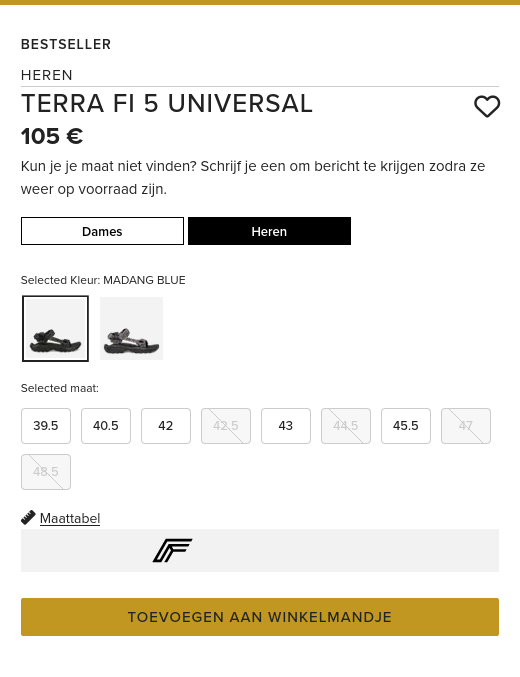 BESTSELLER
HEREN
TERRA FI 5 UNIVERSAL
105 €
Kun je je maat niet vinden? Schrijf je een om bericht te krijgen zodra ze
weer op voorraad zijn.
Dames Heren
Selected Kleur: MADANG BLUE
Selected maat:
39.5 40.5 42 42.5 43 44.5 45.5 47
48.5
Maattabel
TOEVOEGEN AAN WINKELMANDJE